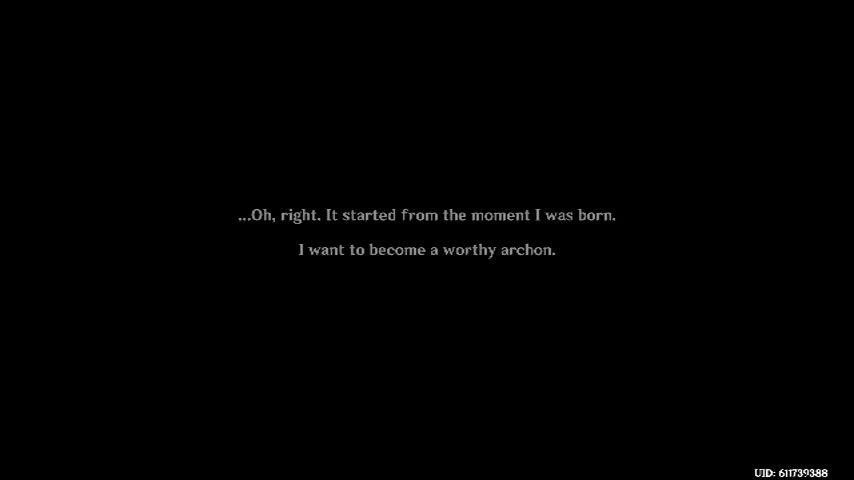 ...Oh, right. It started from the moment I was born.
I want to become a worthy archon.
UID: 611739388